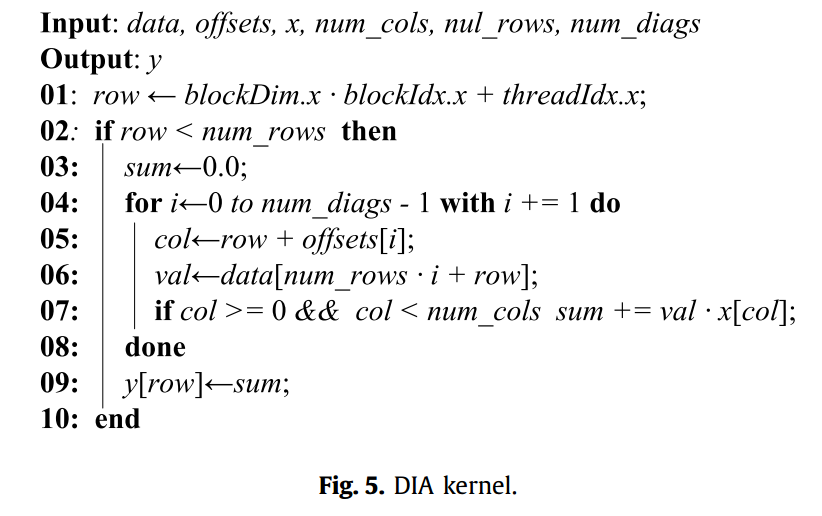 Input: data, offsets, x, num_cols, nul_rows, num_diags
Output: y
01: row ← blockDim.x · blockIdx.x + threadIdx.x;
02: if row < num_rows then
03: sum←0.0;
04: for i←0 to num_diags - 1 with i += 1 do
05: col←row + offsets[i];
06: val←data[num_rows · i + row];
07: if col >= 0 && col < num_cols sum += val · x[col];
08: done
09: y[row]←sum;
10: end
Fig. 5. DIA kernel.